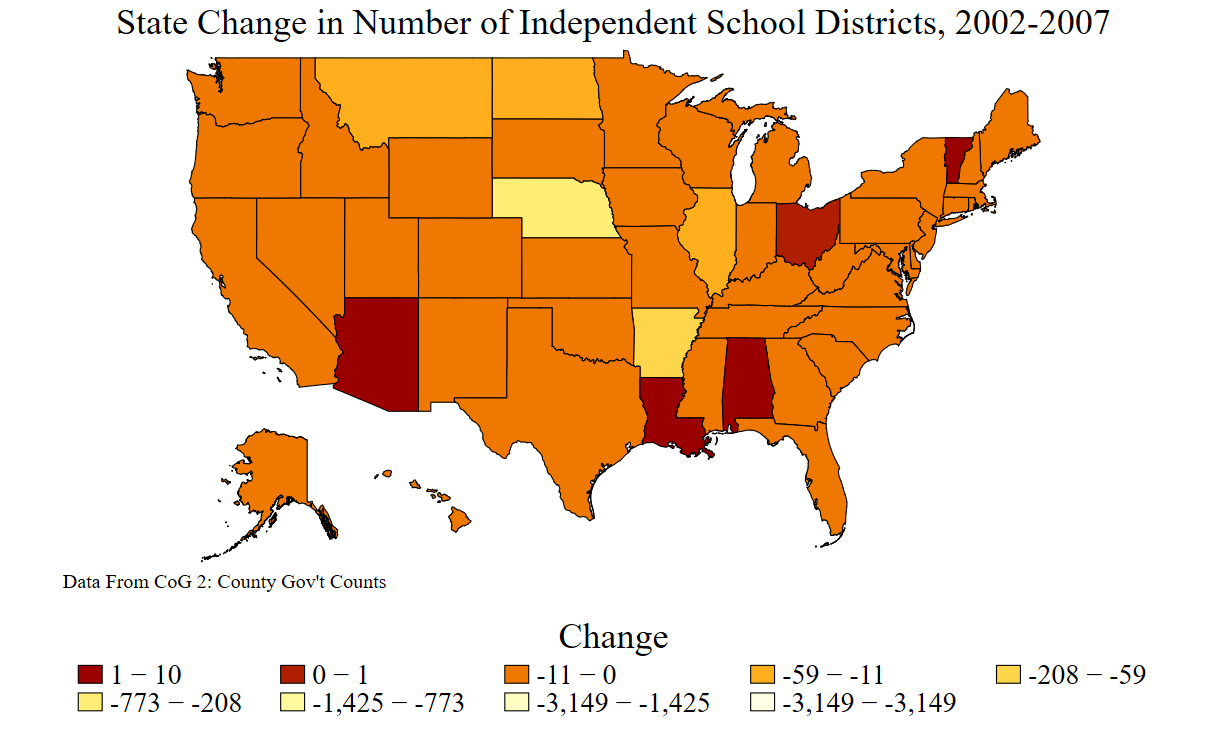 State Change in Number of Independent School Districts, 2002-2007
Data From CoG 2: County Gov't Counts
Change
1 − 10 0 − 1 -11 − 0 -59 − -11 -208 − -59
-773 − -208 -1,425 − -773 -3,149 − -1,425 -3,149 − -3,149